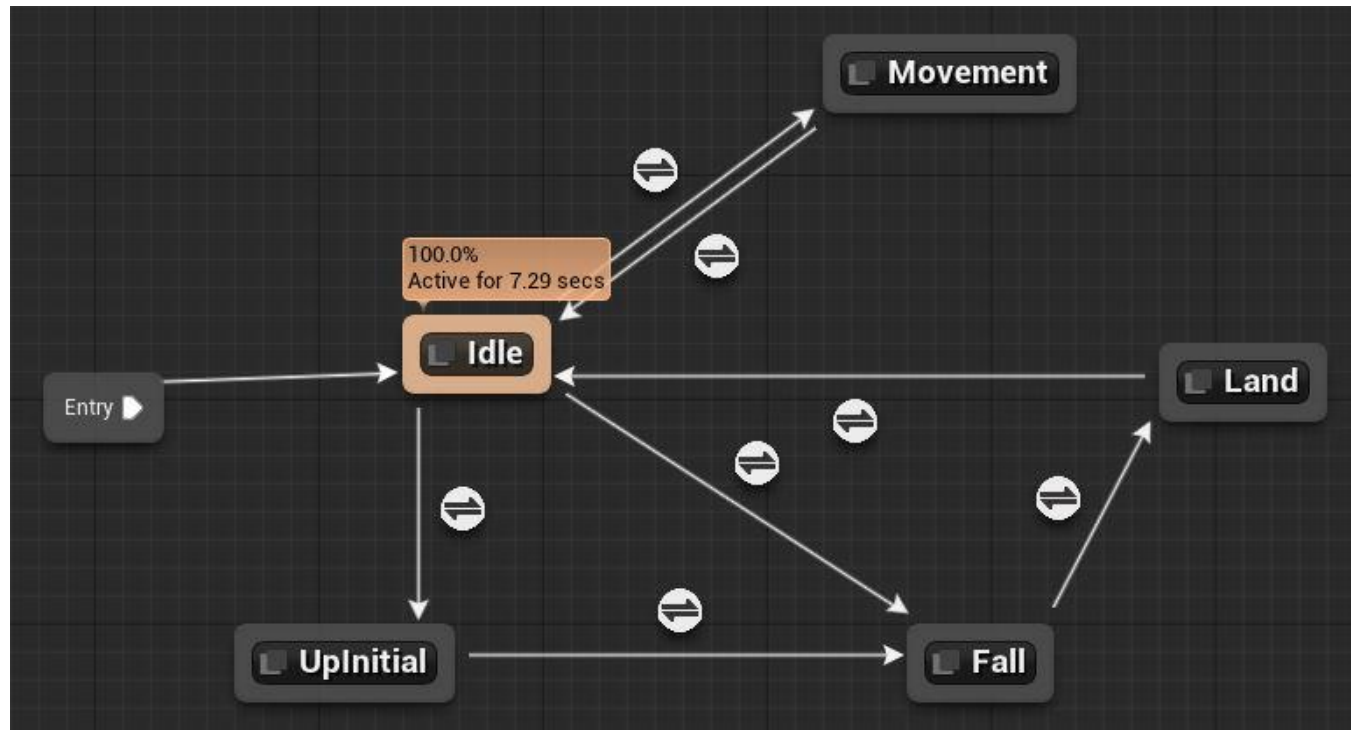 Movement
100.0%
Active for 7.29 secs
Idle
Land
Entry
UpInitial
Fall